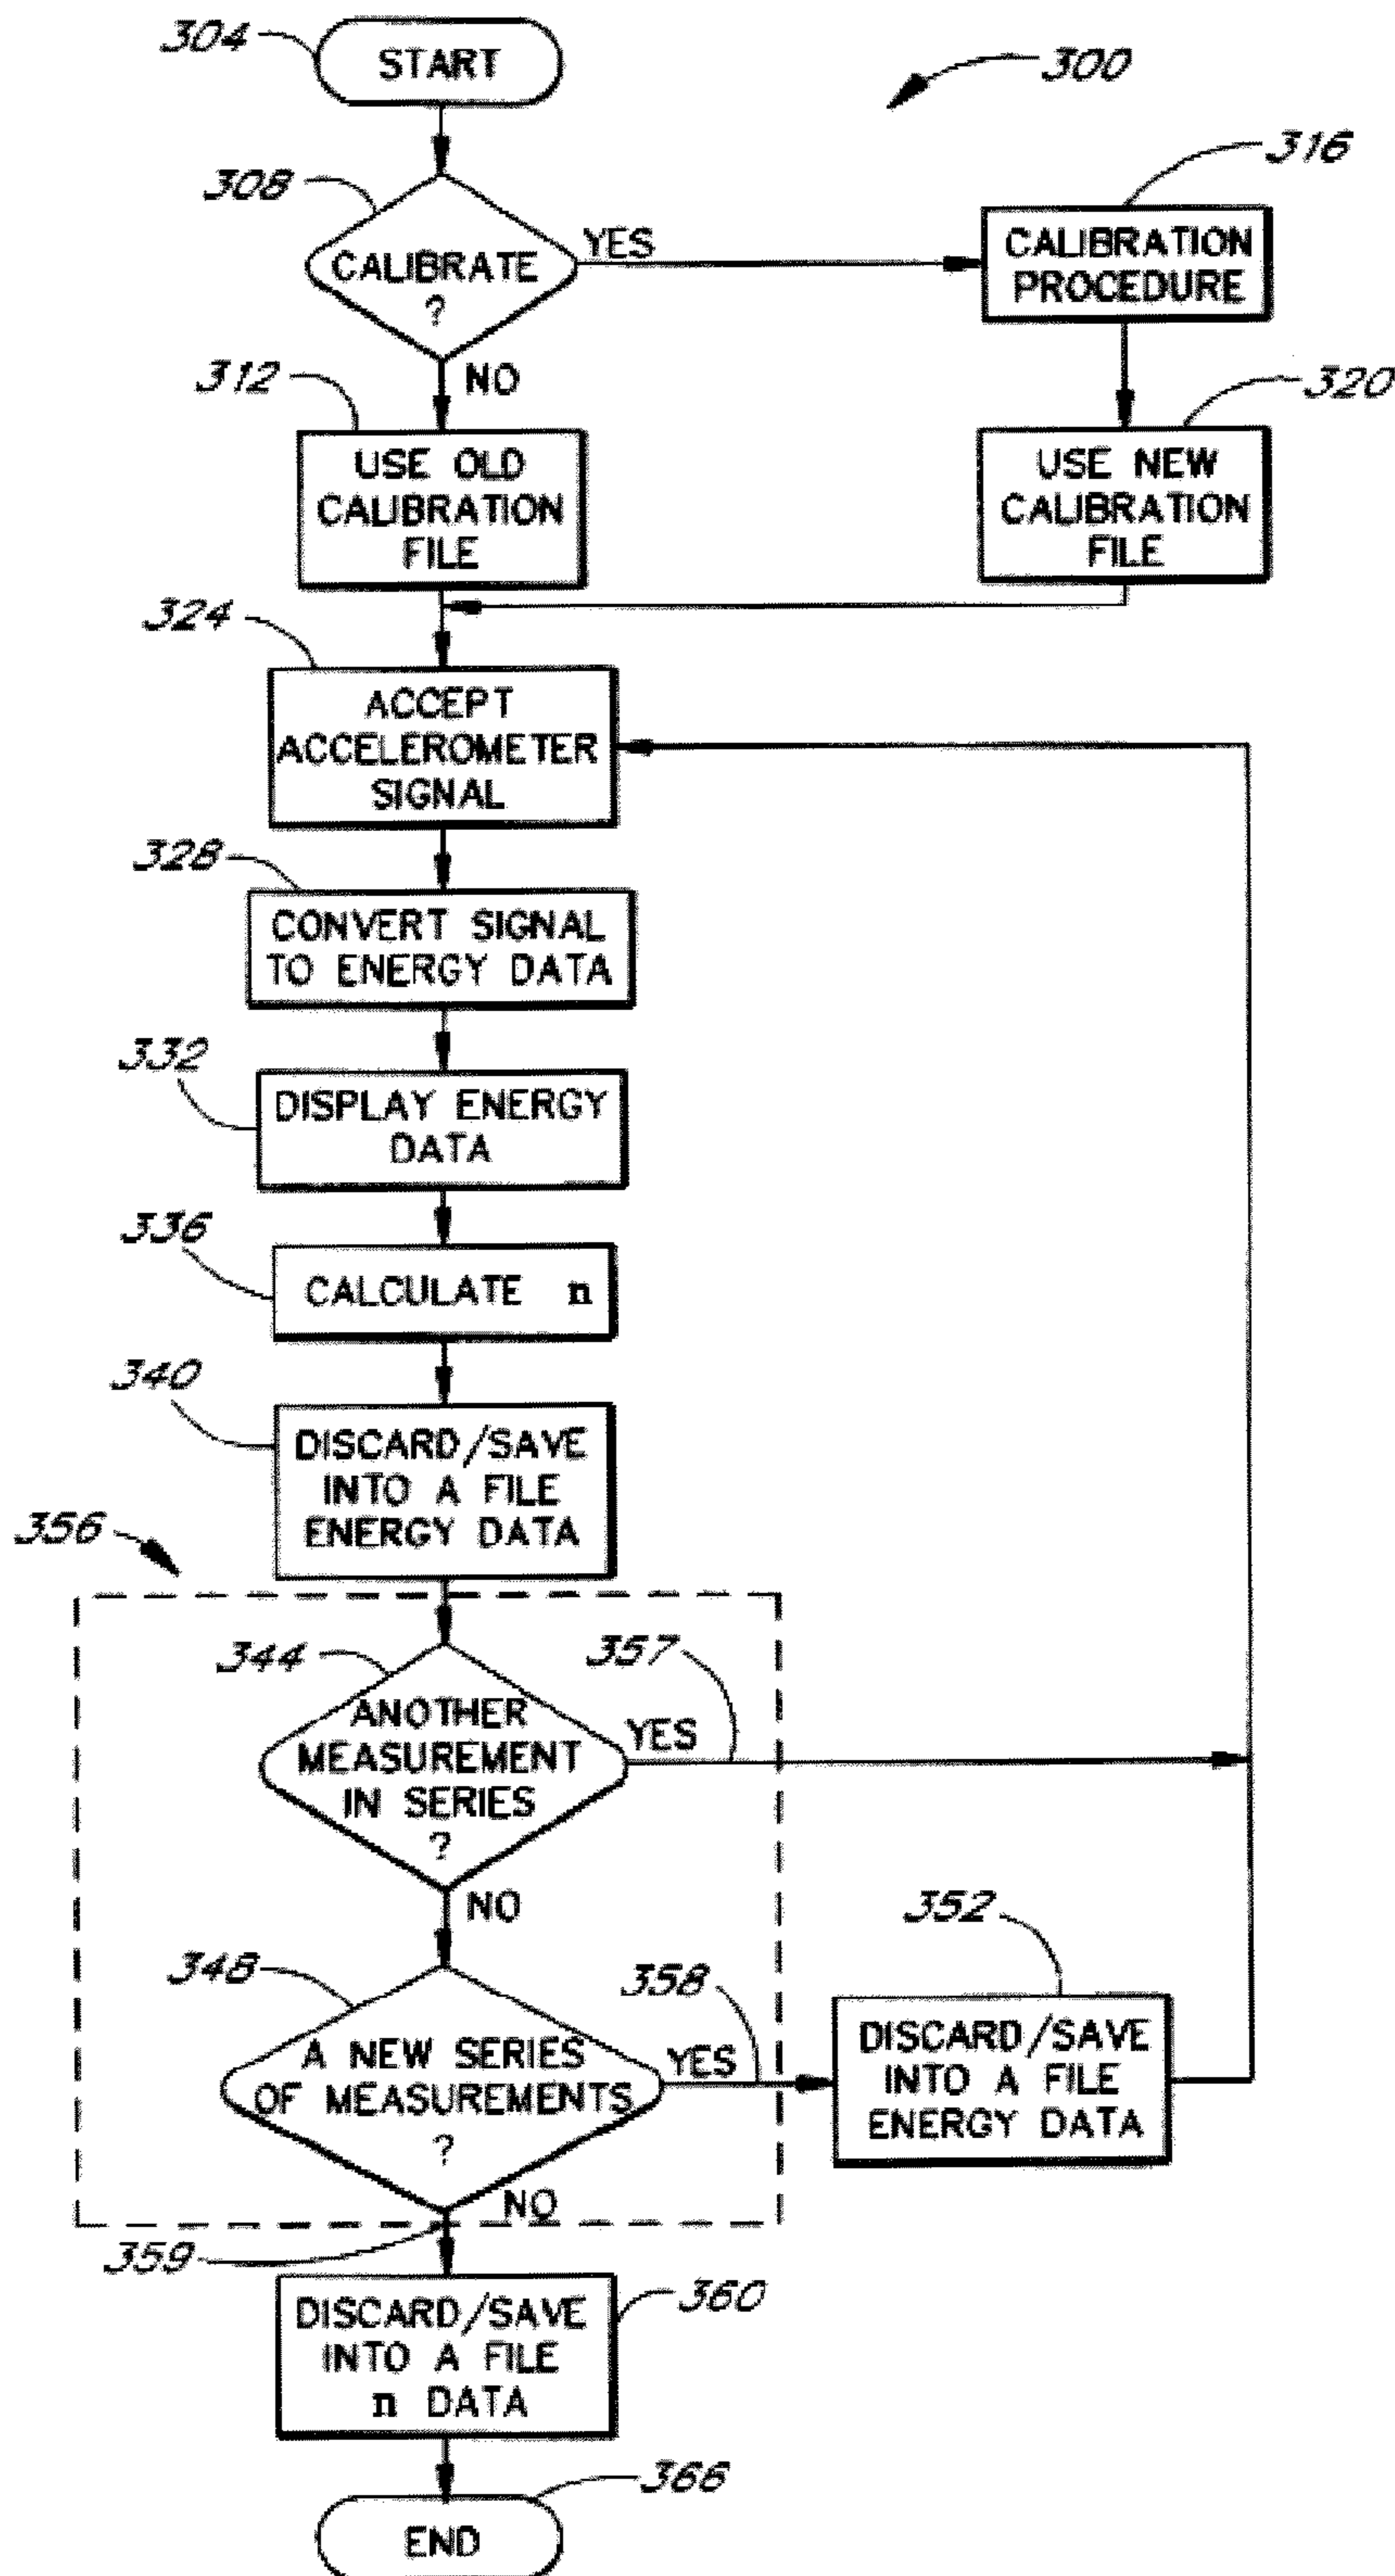 304
START
300
308
CALIBRATE
?
YES
316
CALIBRATION
PROCEDURE
NO
312
USE OLD
CALIBRATION
FILE
320
USE NEW
CALIBRATION
FILE
324
ACCEPT
ACCELEROMETER
SIGNAL
328
CONVERT SIGNAL
TO ENERGY DATA
332
DISPLAY ENERGY
DATA
336
CALCULATE n
340
DISCARD/SAVE
INTO A FILE
ENERGY DATA
356
344
ANOTHER
MEASUREMENT
IN SERIES
?
YES
357
NO
348
A NEW SERIES
OF MEASUREMENTS
?
YES
358
352
DISCARD/SAVE
INTO A FILE
ENERGY DATA
NO
359
DISCARD/SAVE
INTO A FILE
n DATA
360
366
END